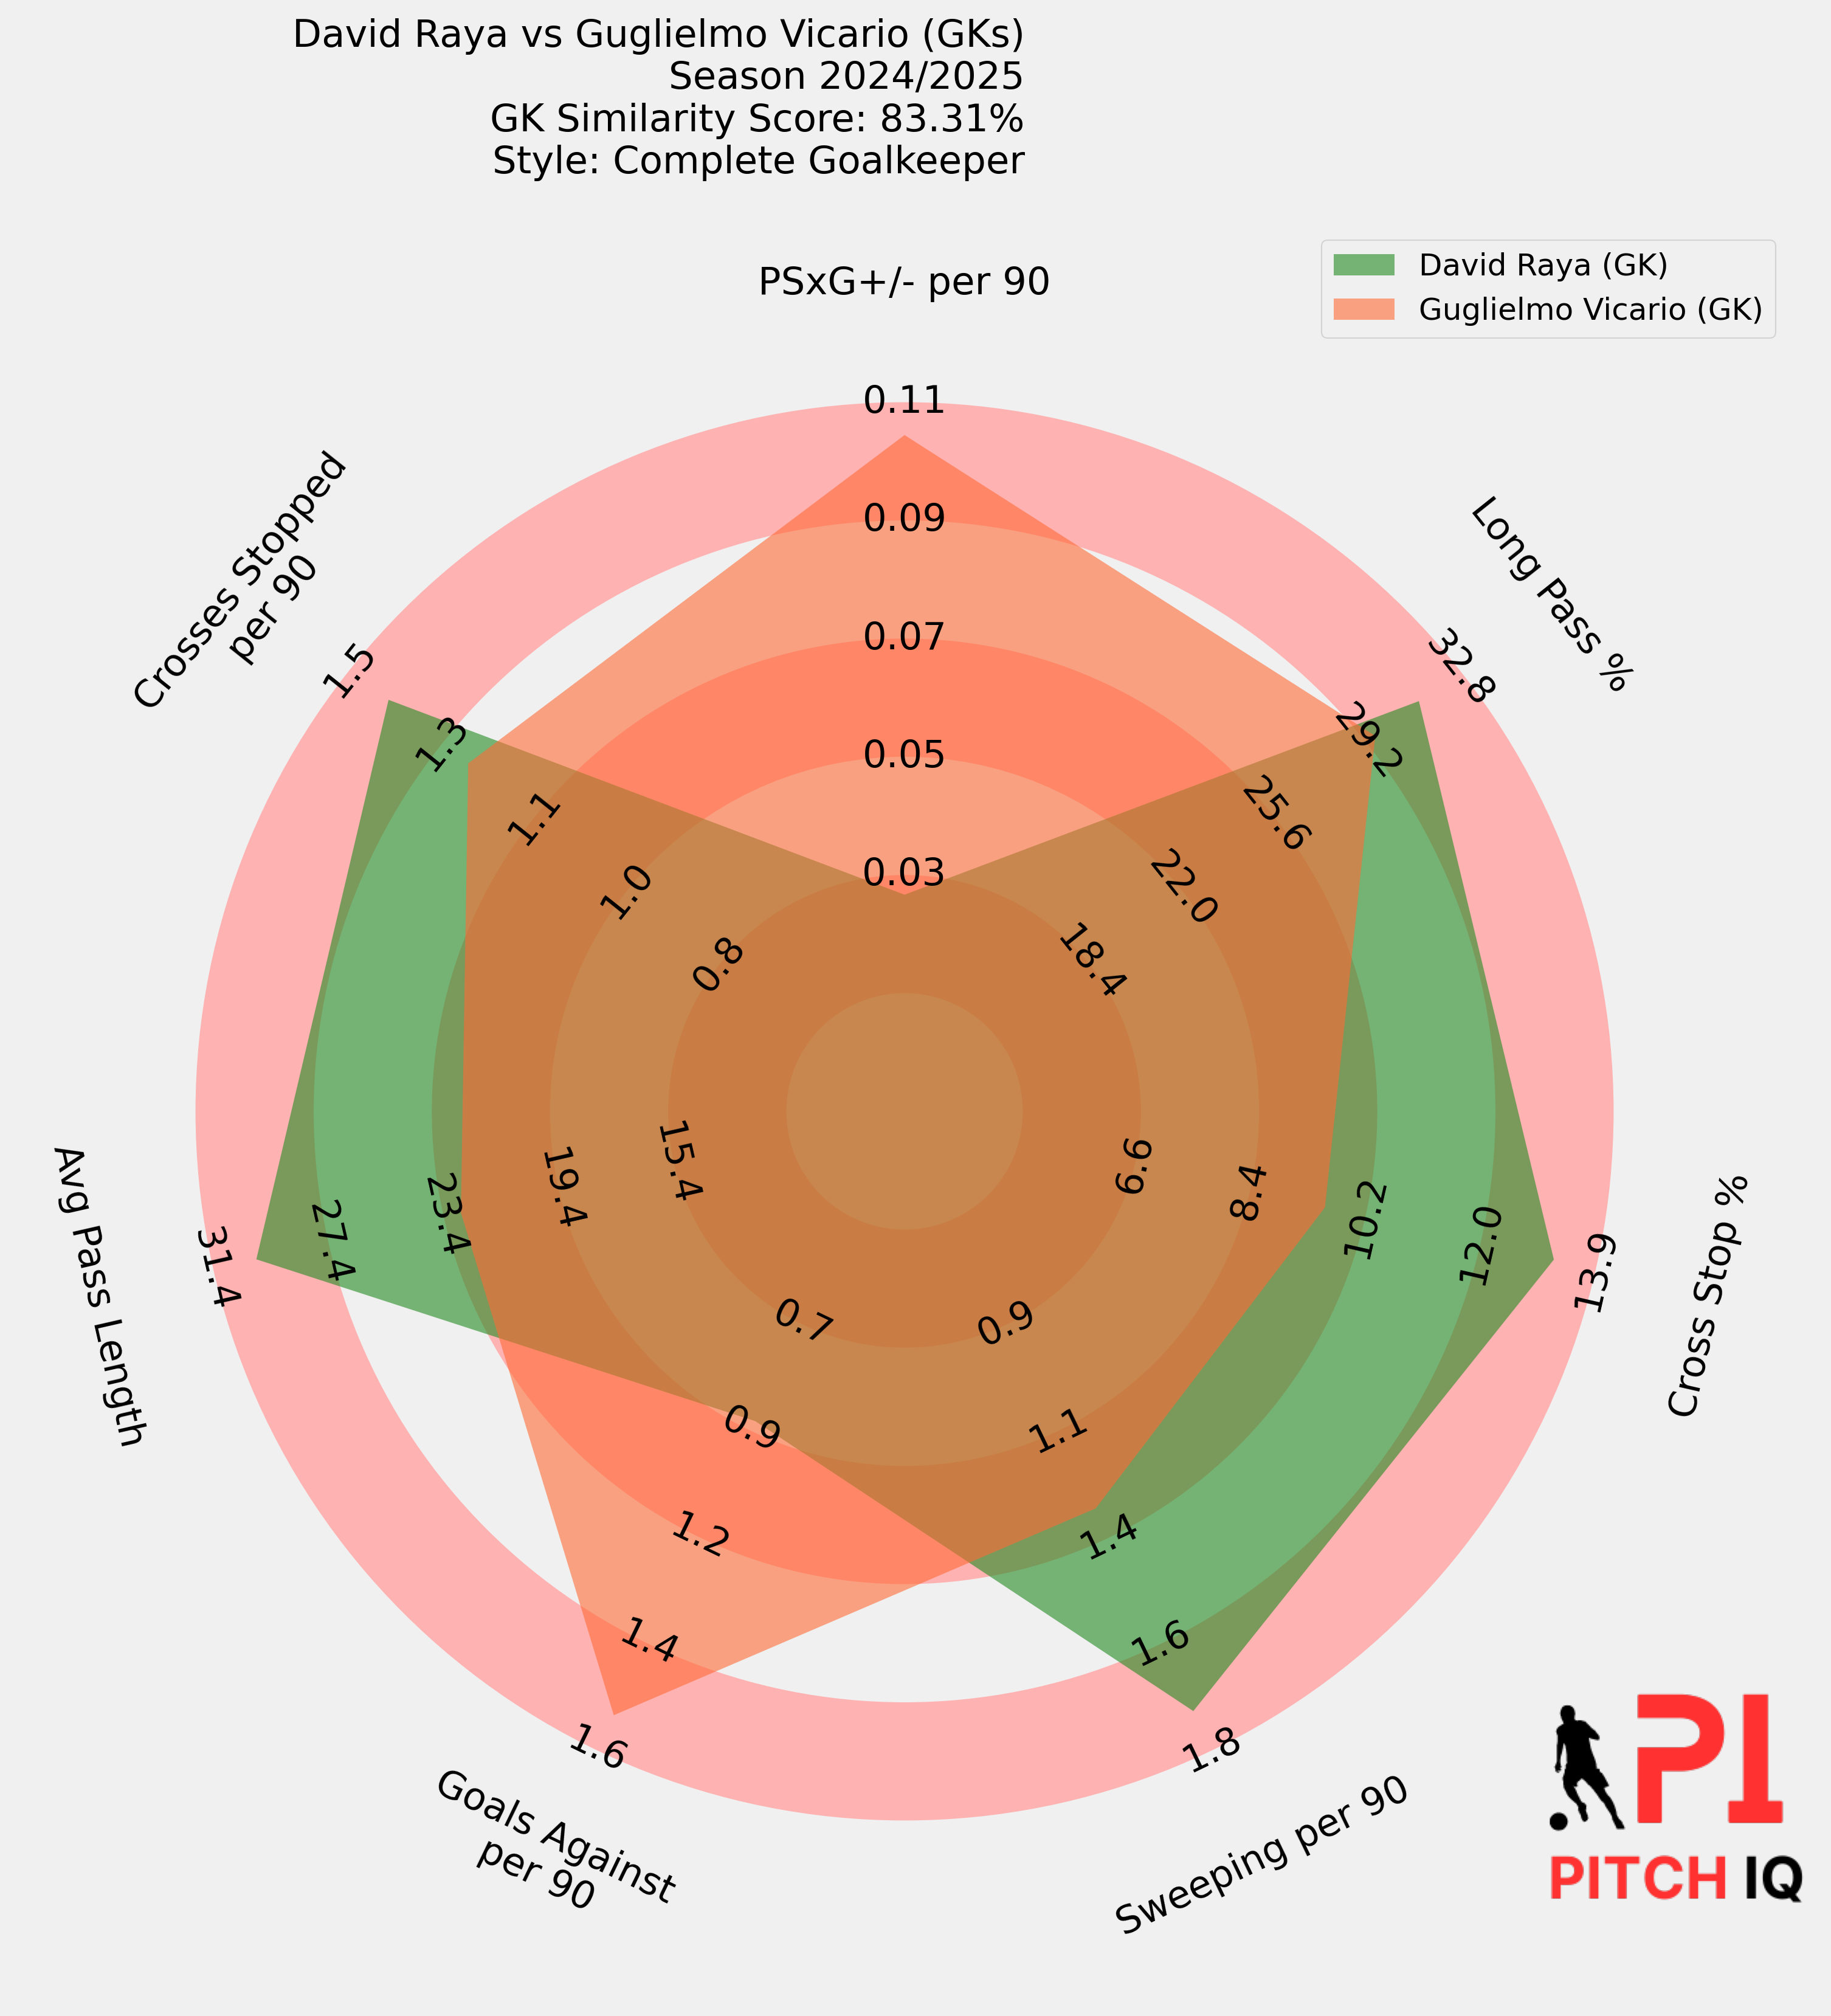 David Raya vs Guglielmo Vicario (GKs)
Season 2024/2025
GK Similarity Score: 83.31%
Style: Complete Goalkeeper
David Raya (GK)
Guglielmo Vicario (GK)
PSxG+/- per 90
0.11
0.09
0.07
0.05
0.03
Long Pass %
32.8
29.2
25.6
22.0
18.4
Cross Stop %
6.6
8.4
10.2
12.0
13.9
Sweeping per 90
0.9
1.1
1.4
1.6
1.8
Goals Against
per 90
0.7
0.9
1.2
1.4
1.6
Avg Pass Length
31.4
27.4
23.4
19.4
15.4
Crosses Stopped
per 90
1.5
1.3
1.1
1.0
0.8
PI
PITCH IQ